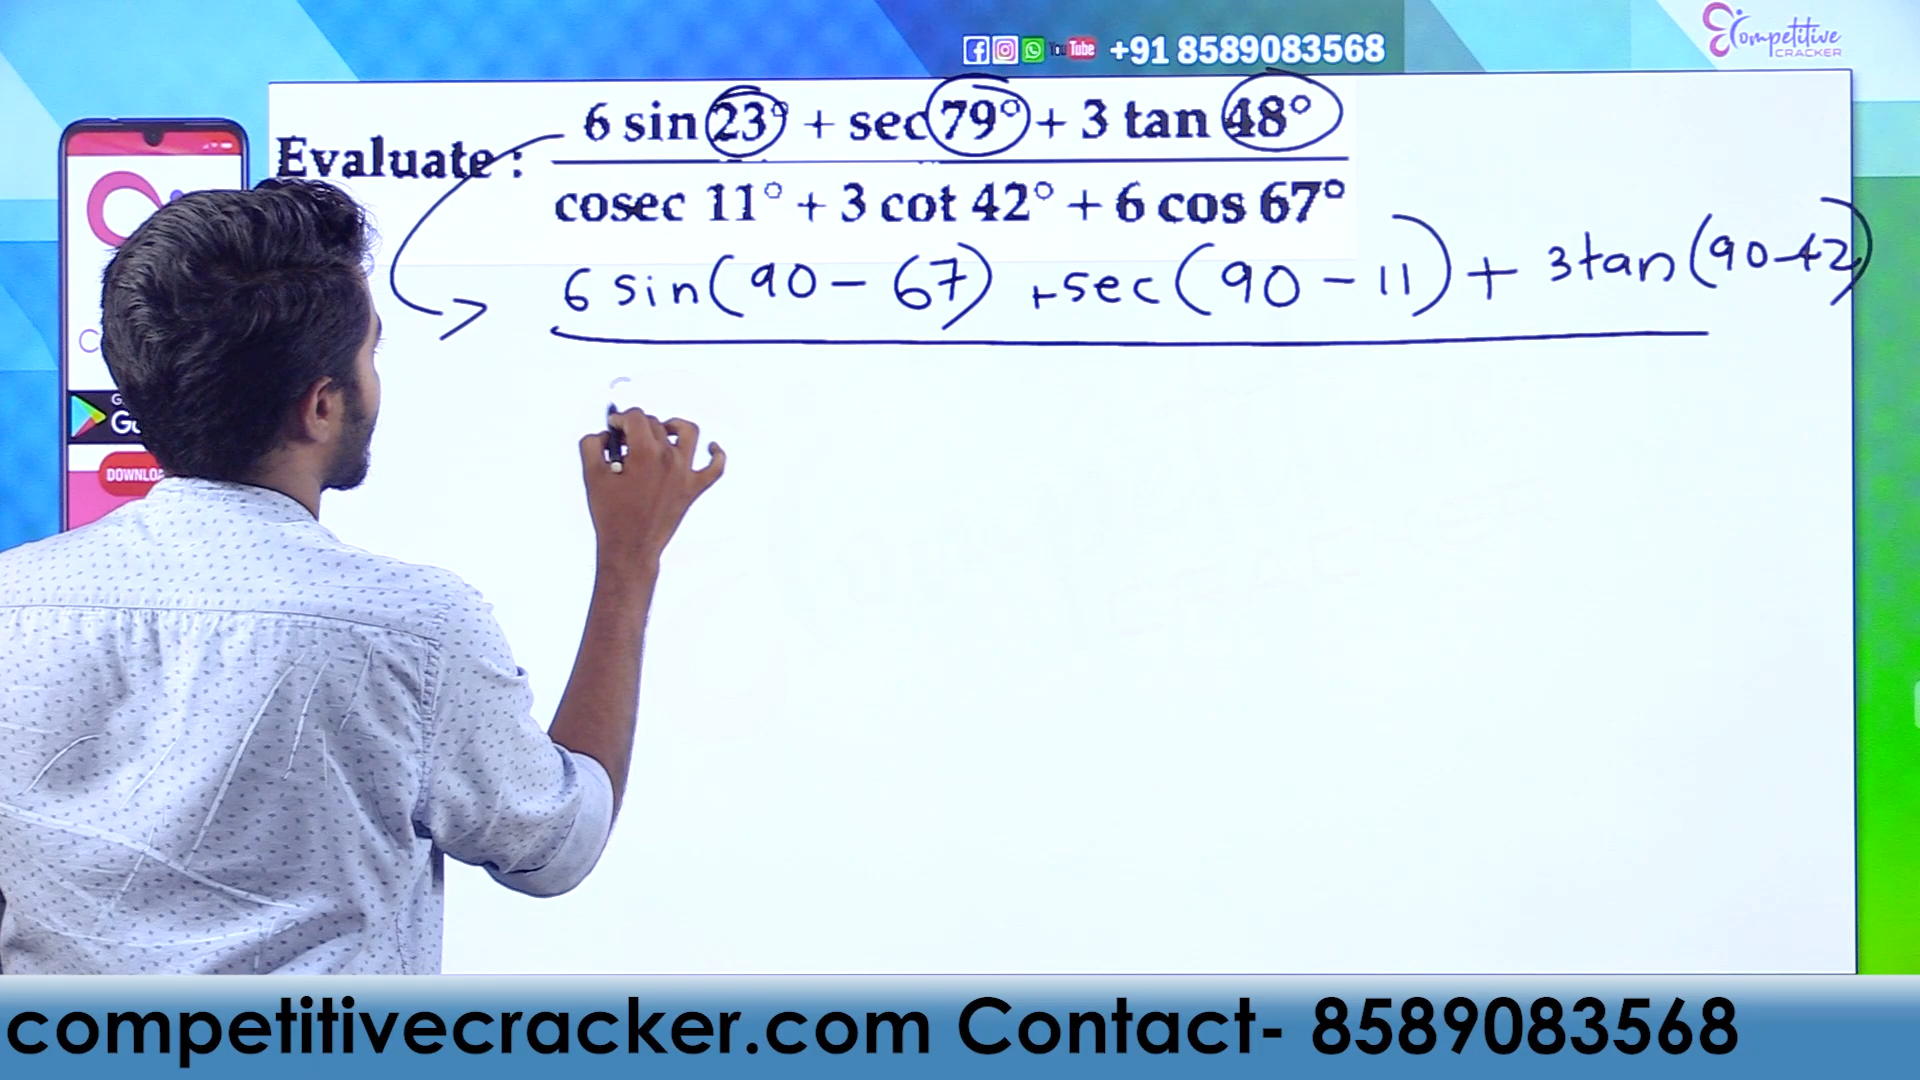 +91 8589083568
Competitive
CRACKER
Evaluate : 6 sin 23° + sec 79° + 3 tan 48°
cosec 11° + 3 cot 42° + 6 cos 67°
6 sin(90 - 67) + sec(90 - 11) + 3tan(90-42)
competitivecracker.com Contact- 8589083568